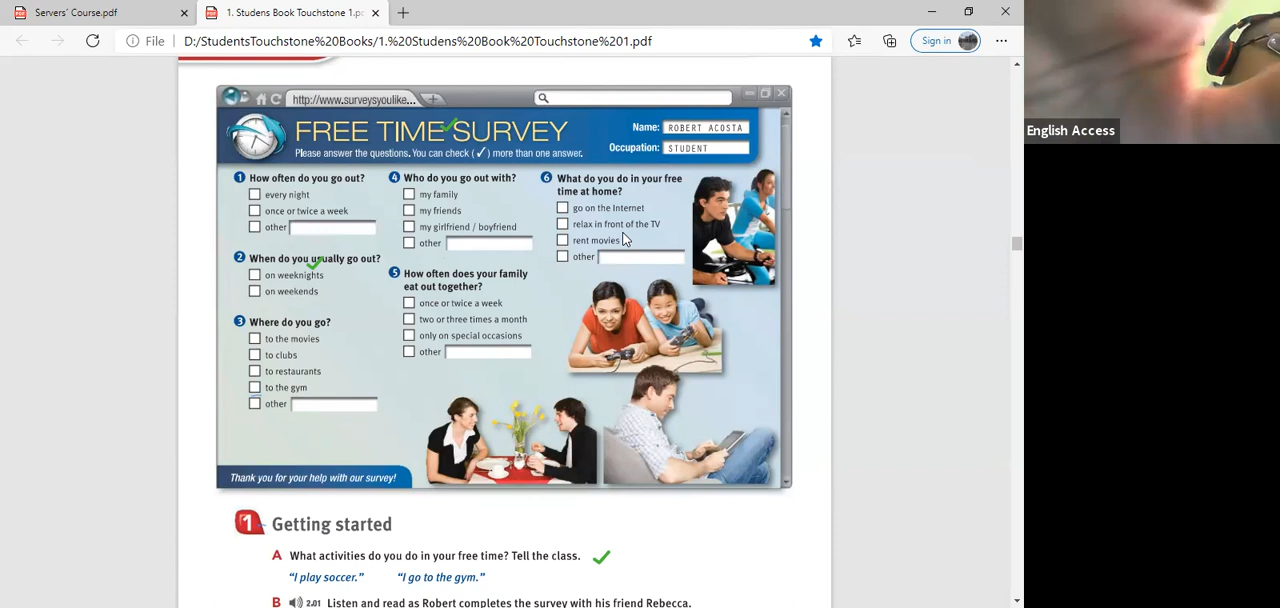 Servers' Course.pdf
1. Studens Book Touchstone 1.p
File
D:/StudentsTouchstone%20Books/1.%20Studens%20Book%20Touchstone%201.pdf
Sign in
English Access
http://www.surveysyoulike...
FREE TIME SURVEY
Please answer the questions. You can check (✓) more than one answer.
Name: ROBERT ACOSTA
Occupation: STUDENT
1 How often do you go out?
every night
once or twice a week
other
2 When do you usually go out?
on weeknights
on weekends
3 Where do you go?
to the movies
to clubs
to restaurants
to the gym
other
4 Who do you go out with?
my family
my friends
my girlfriend / boyfriend
other
5 How often does your family
eat out together?
once or twice a week
two or three times a month
only on special occasions
other
6 What do you do in your free
time at home?
go on the Internet
relax in front of the TV
rent movies
other
Thank you for your help with our survey!
1 Getting started
A What activities do you do in your free time? Tell the class.
"I play soccer." "I go to the gym."
B 2.01 Listen and read as Robert completes the survey with his friend Rebecca.